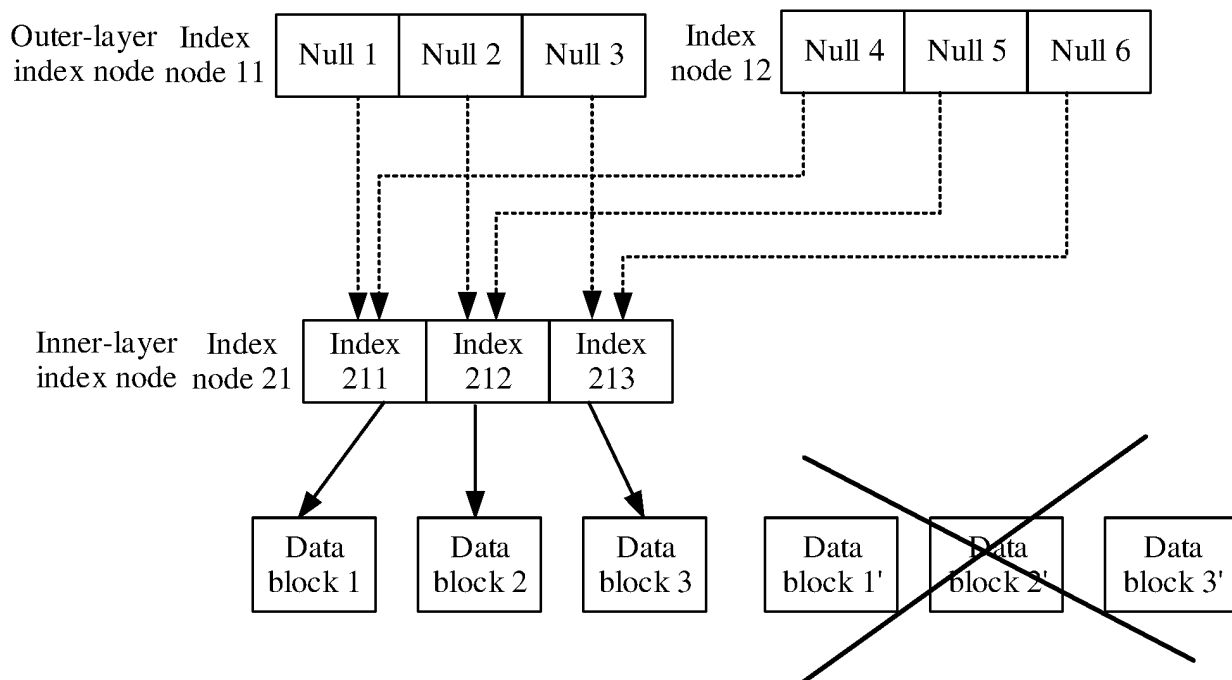 Outer-layer
index node
Index
node 11
Null 1
Null 2
Null 3
Index
node 12
Null 4
Null 5
Null 6
Inner-layer
index node
Index
node 21
Index
211
Index
212
Index
213
Data
block 1
Data
block 2
Data
block 3
Data
block 1'
Data
block 2'
Data
block 3'